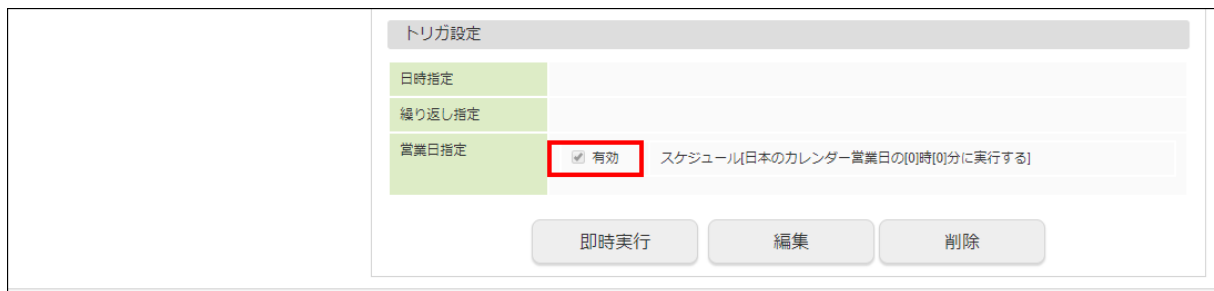 トリガ設定
日時指定
繰り返し指定
営業日指定
有効 スケジュール[日本のカレンダー営業日の[0]時[0]分に実行する]
即時実行 編集 削除